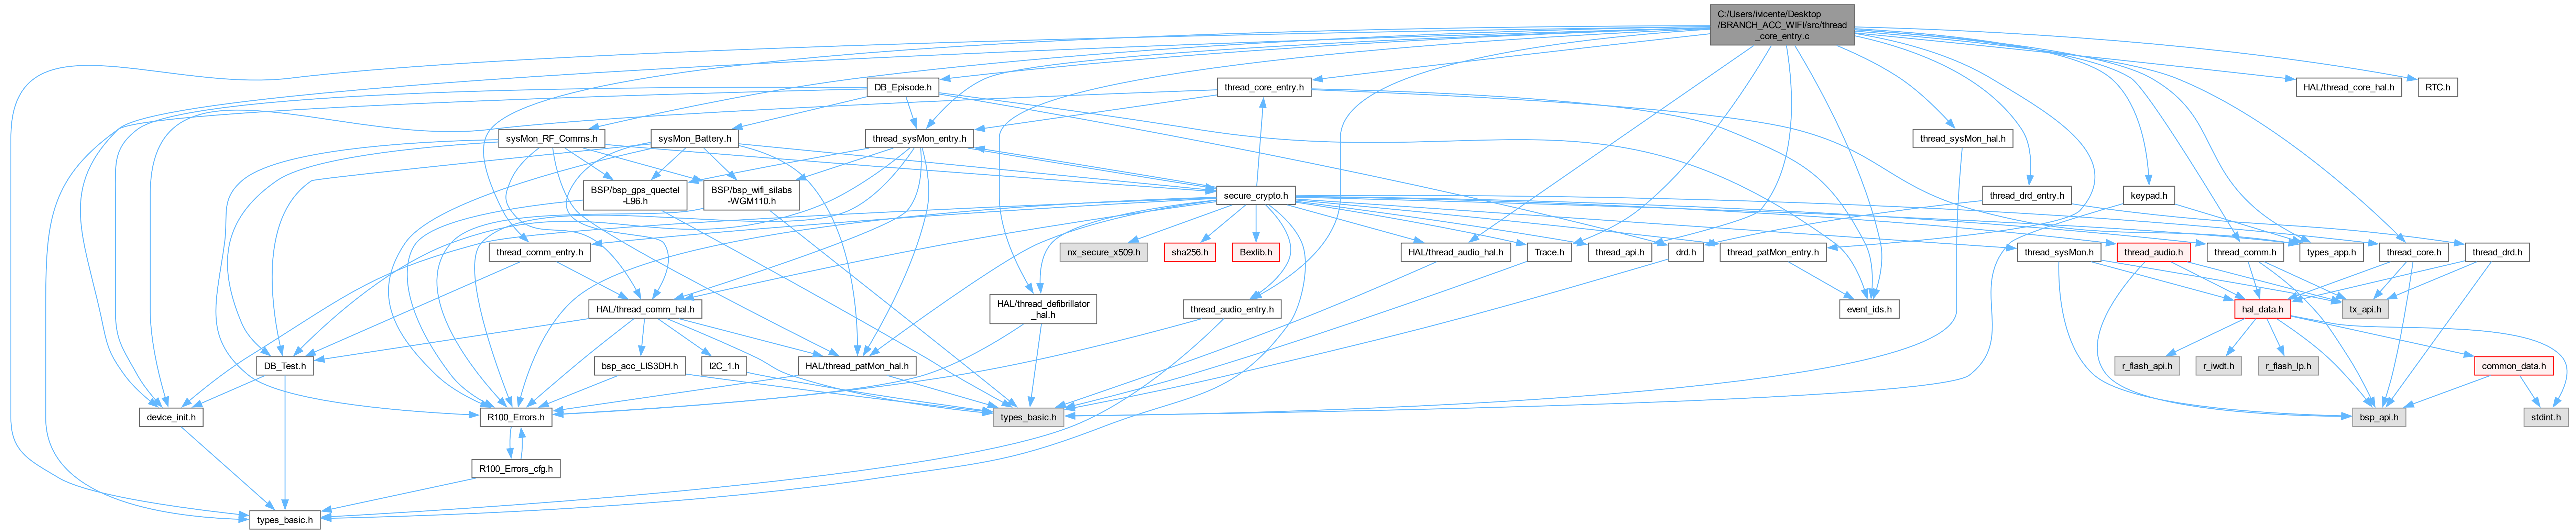 C:/Users/ivicente/Desktop
/BRANCH_ACC_WIFI/src/thread
_core_entry.c
DB_Episode.h
thread_core_entry.h
HAL/thread_core_hal.h
RTC.h
sysMon_RF_Comms.h
sysMon_Battery.h
thread_sysMon_entry.h
thread_sysMon_hal.h
BSP/bsp_gps_quectel
-L96.h
BSP/bsp_wifi_silabs
-WGM110.h
secure_crypto.h
thread_drd_entry.h
keypad.h
thread_comm_entry.h
nx_secure_x509.h
sha256.h
Bexlib.h
HAL/thread_audio_hal.h
Trace.h
thread_api.h
drd.h
thread_patMon_entry.h
thread_sysMon.h
thread_audio.h
thread_comm.h
types_app.h
thread_core.h
thread_drd.h
HAL/thread_comm_hal.h
HAL/thread_defibrillator
_hal.h
thread_audio_entry.h
event_ids.h
hal_data.h
tx_api.h
DB_Test.h
bsp_acc_LIS3DH.h
I2C_1.h
HAL/thread_patMon_hal.h
r_flash_api.h
r_iwdt.h
r_flash_lp.h
common_data.h
device_init.h
R100_Errors.h
types_basic.h
bsp_api.h
stdint.h
R100_Errors_cfg.h
types_basic.h